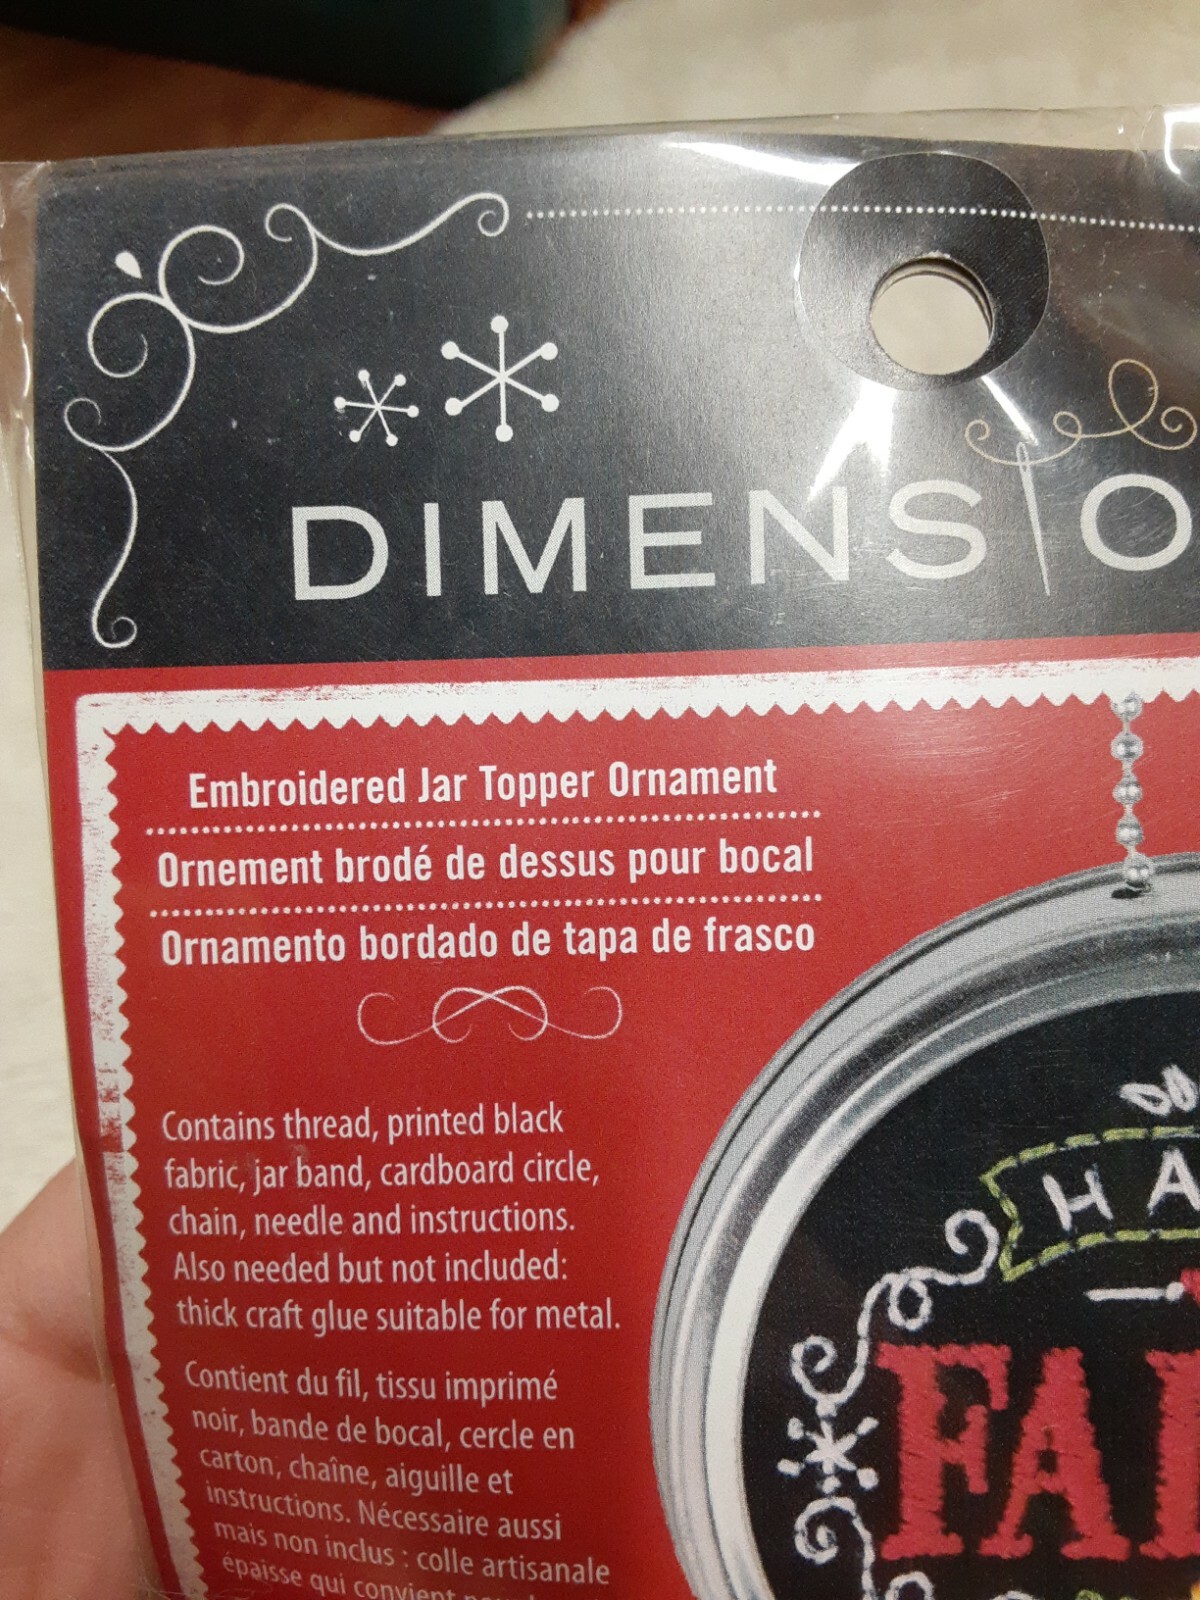 DIMENSIO
Embroidered Jar Topper Ornament
Ornement brodé de dessus pour bocal
Ornamento bordado de tapa de frasco
Contains thread, printed black
fabric, jar band, cardboard circle,
chain, needle and instructions.
Also needed but not included:
thick craft glue suitable for metal.
Contient du fil, tissu imprimé
noir, bande de bocal, cercle en
carton, chaîne, aiguille et
instructions. Nécessaire aussi
mais non inclus : colle artisanale
épaisse qui convient
HA
FA